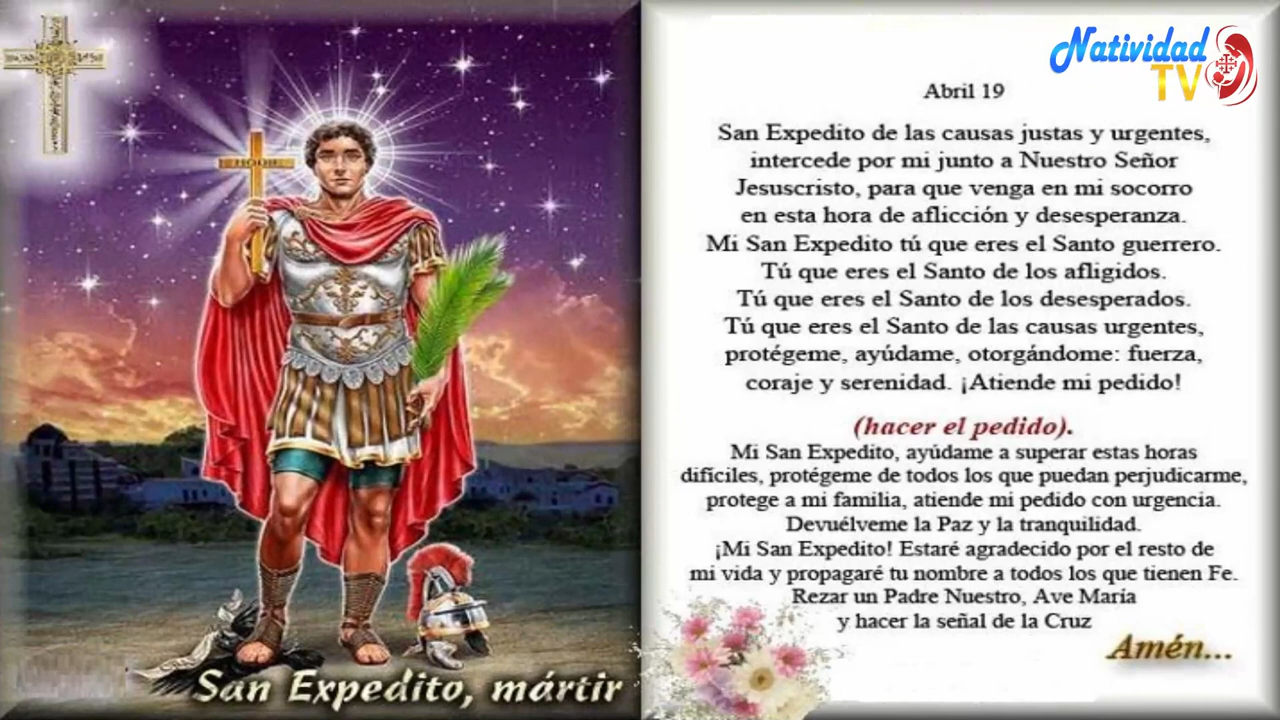 HODIE
San Expedito, mártir
Natividad
TV
Abril 19
San Expedito de las causas justas y urgentes,
intercede por mi junto a Nuestro Señor
Jesuscristo, para que venga en mi socorro
en esta hora de aflicción y desesperanza.
Mi San Expedito tú que eres el Santo guerrero.
Tú que eres el Santo de los afligidos.
Tú que eres el Santo de los desesperados.
Tú que eres el Santo de las causas urgentes,
protégeme, ayúdame, otorgándome: fuerza,
coraje y serenidad. ¡Atiende mi pedido!
(hacer el pedido).
Mi San Expedito, ayúdame a superar estas horas
difíciles, protégeme de todos los que puedan perjudicarme,
protege a mi familia, atiende mi pedido con urgencia.
Devuélveme la Paz y la tranquilidad.
¡Mi San Expedito! Estaré agradecido por el resto de
mi vida y propagaré tu nombre a todos los que tienen Fe.
Rezar un Padre Nuestro, Ave María
y hacer la señal de la Cruz
Amén...